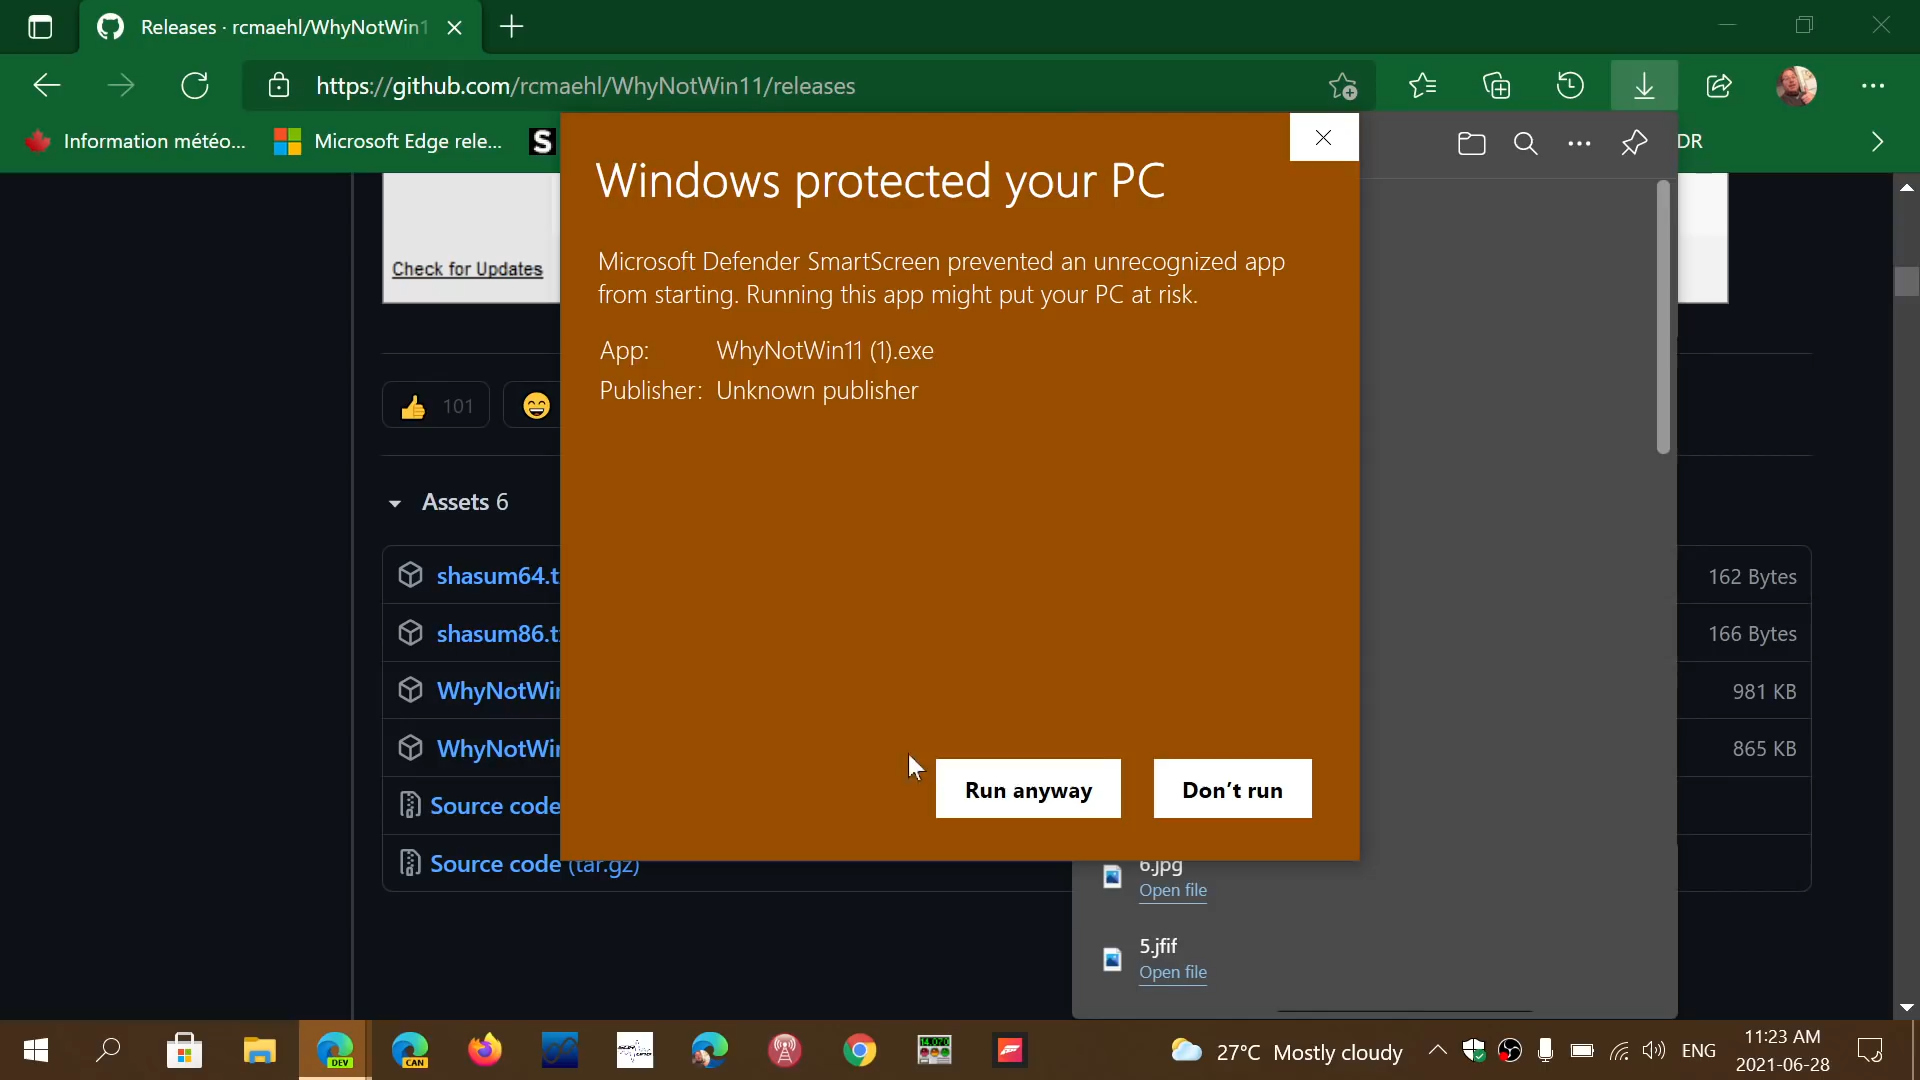 Releases · rcmaehl/WhyNotWin1
https://github.com/rcmaehl/WhyNotWin11/releases
Information météo...
Microsoft Edge rele...
S
DR
Windows protected your PC
Microsoft Defender SmartScreen prevented an unrecognized app
from starting. Running this app might put your PC at risk.
App: WhyNotWin11 (1).exe
Publisher: Unknown publisher
Run anyway
Don't run
Check for Updates
101
Assets 6
shasum64.t
162 Bytes
shasum86.t
166 Bytes
WhyNotWin
981 KB
WhyNotWin
865 KB
Source code
Source code (tar.gz)
6.jpg
Open file
5.jfif
Open file
DEV
CAN
27°C Mostly cloudy
ENG
11:23 AM
2021-06-28